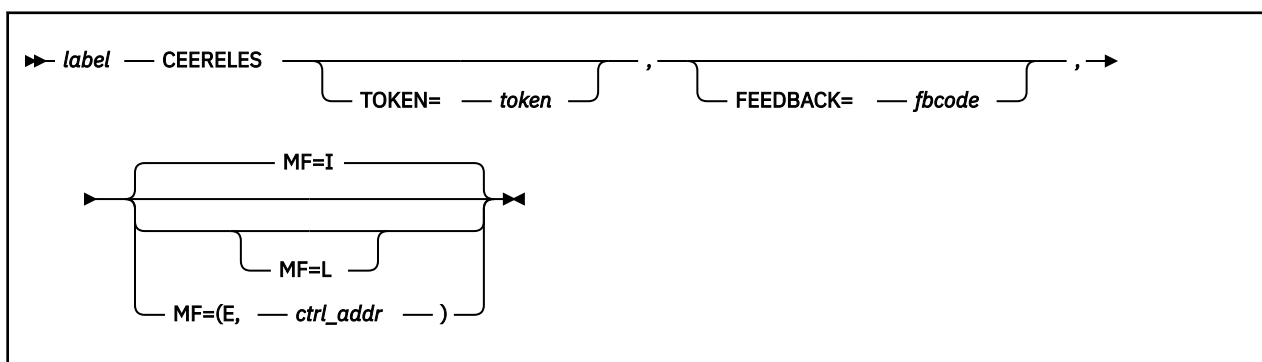 label CEERELES , ,
TOKEN= token FEEDBACK= fbcode
MF=I
MF=L
MF=(E, ctrl_addr )